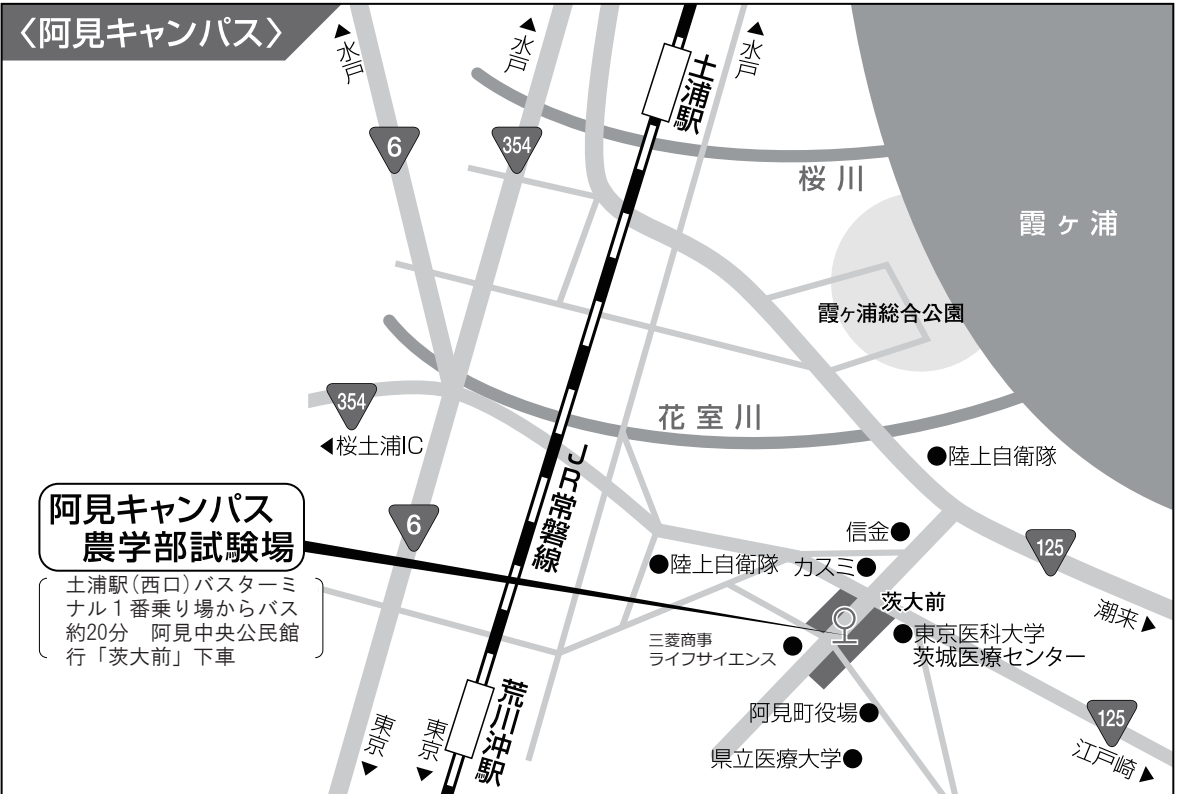 〈阿見キャンパス〉
水戸
水戸
水戸
土浦駅
6
354
桜川
霞ヶ浦
霞ヶ浦総合公園
354
桜土浦IC
花室川
JR常磐線
陸上自衛隊
阿見キャンパス
農学部試験場
6
信金
125
陸上自衛隊
カスミ
土浦駅(西口)バスターミ
ナル1番乗り場からバス
約20分　阿見中央公民館
行「茨大前」下車
茨大前
潮来
三菱商事
ライフサイエンス
東京医科大学
茨城医療センター
荒川沖駅
東京
東京
阿見町役場
125
県立医療大学
江戸崎